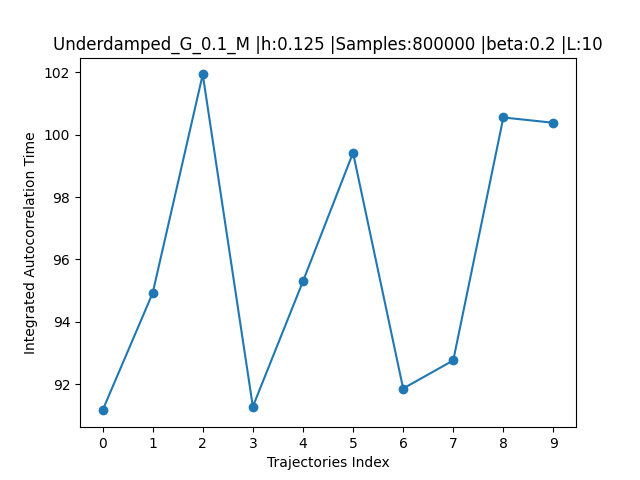 Underdamped_G_0.1_M |h:0.125 |Samples:800000 |beta:0.2 |L:10
Integrated Autocorrelation Time
102
100
98
96
94
92
0 1 2 3 4 5 6 7 8 9
Trajectories Index